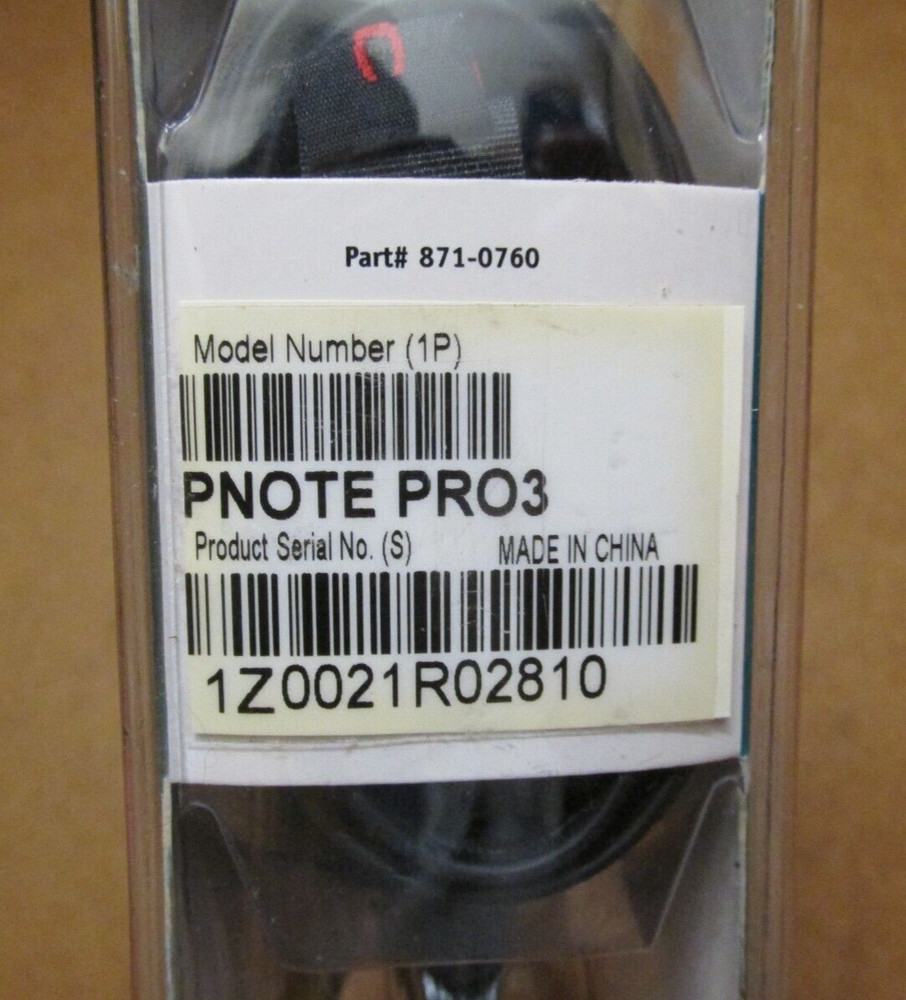 Part# 871-0760
Model Number (1P)
PNOTE PRO3
Product Serial No. (S) MADE IN CHINA
1Z0021R02810